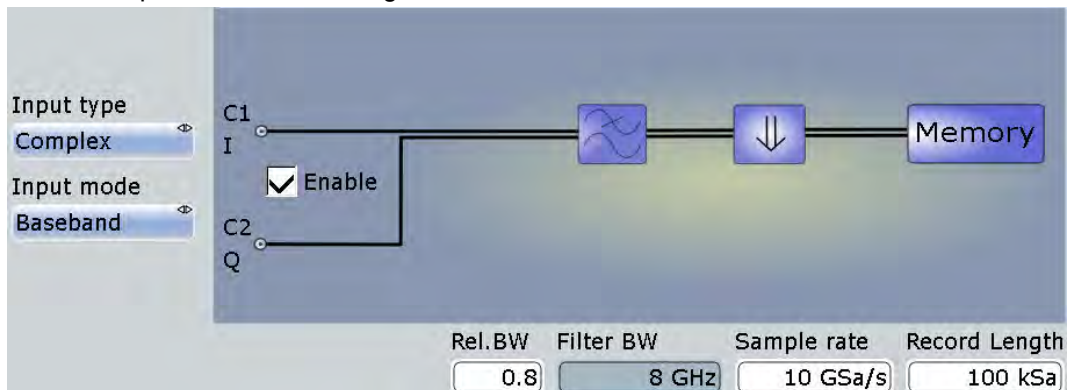 Input type
Complex
Input mode
Baseband
C1
I
Enable
C2
Q
Memory
Rel.BW Filter BW Sample rate Record Length
0.8 8 GHz 10 GSa/s 100 kSa